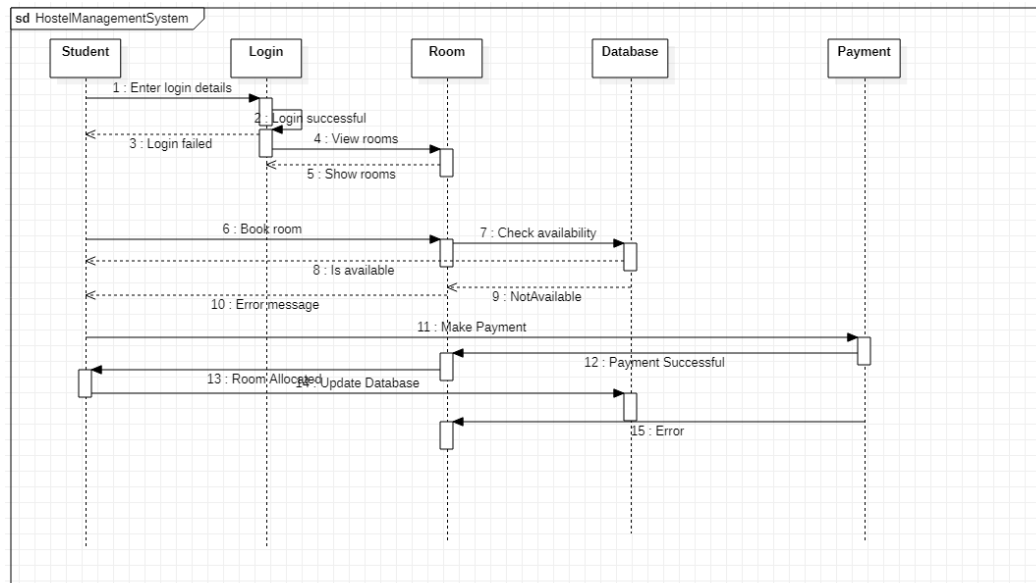 sd HostelManagementSystem
Student
Login
Room
Database
Payment
1 : Enter login details
2 : Login successful
3 : Login failed
4 : View rooms
5 : Show rooms
6 : Book room
7 : Check availability
8 : Is available
9 : NotAvailable
10 : Error message
11 : Make Payment
12 : Payment Successful
13 : Room Allocated
14 : Update Database
15 : Error